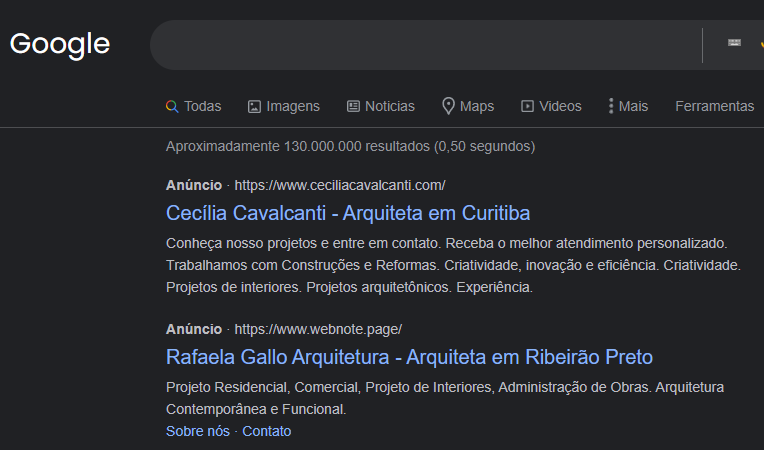 Google
Todas Imagens Noticias Maps Videos Mais Ferramentas
Aproximadamente 130.000.000 resultados (0,50 segundos)
Anúncio · https://www.ceciliacavalcanti.com/
Cecília Cavalcanti - Arquiteta em Curitiba
Conheça nosso projetos e entre em contato. Receba o melhor atendimento personalizado.
Trabalhamos com Construções e Reformas. Criatividade, inovação e eficiência. Criatividade.
Projetos de interiores. Projetos arquitetônicos. Experiência.
Anúncio · https://www.webnote.page/
Rafaela Gallo Arquitetura - Arquiteta em Ribeirão Preto
Projeto Residencial, Comercial, Projeto de Interiores, Administração de Obras. Arquitetura
Contemporânea e Funcional.
Sobre nós · Contato